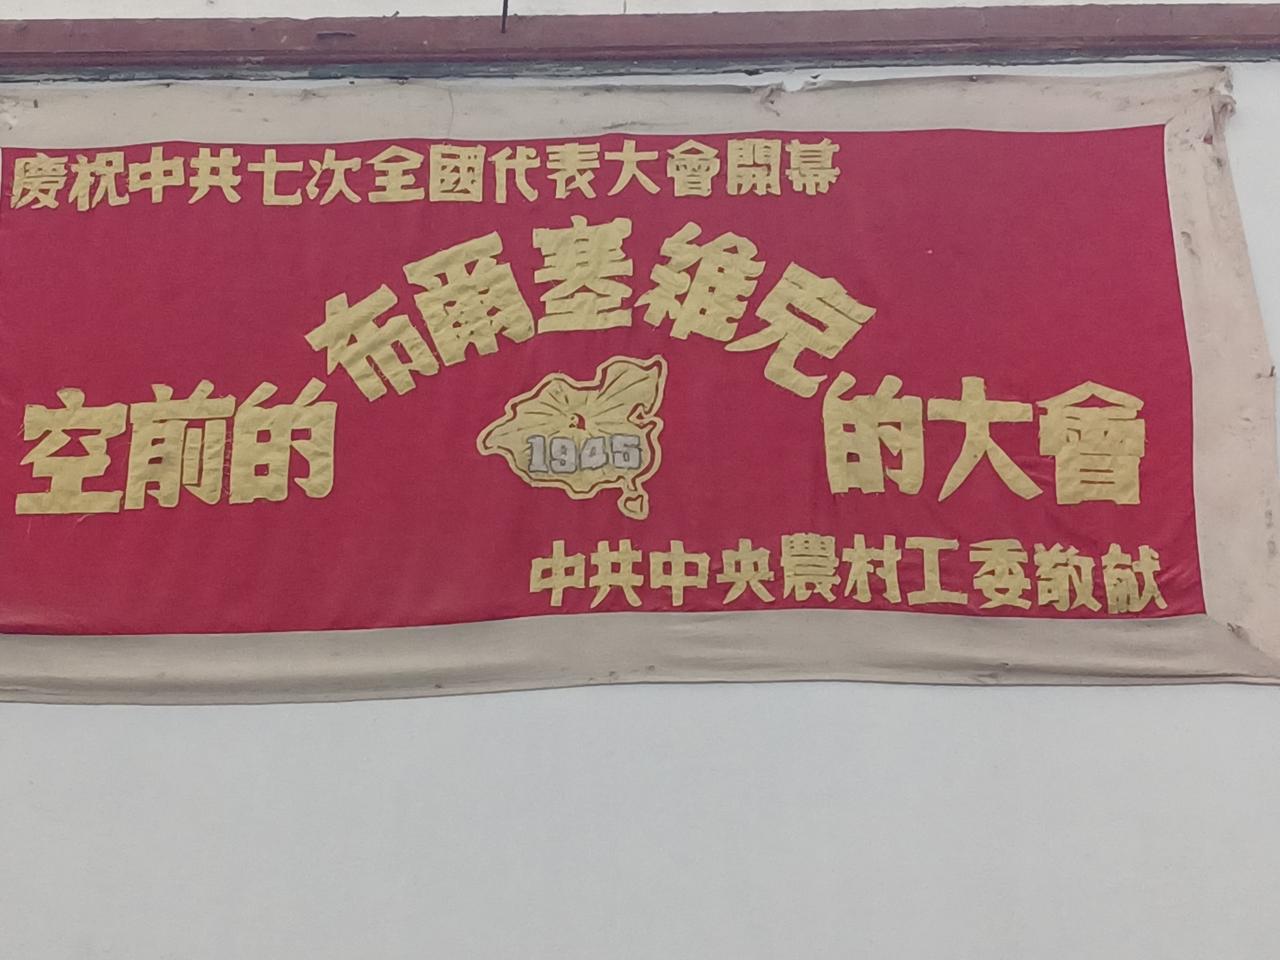 慶祝中共七次全國代表大會開幕
空前的布爾塞維克的大會
1945
中共中央農村工委敬献